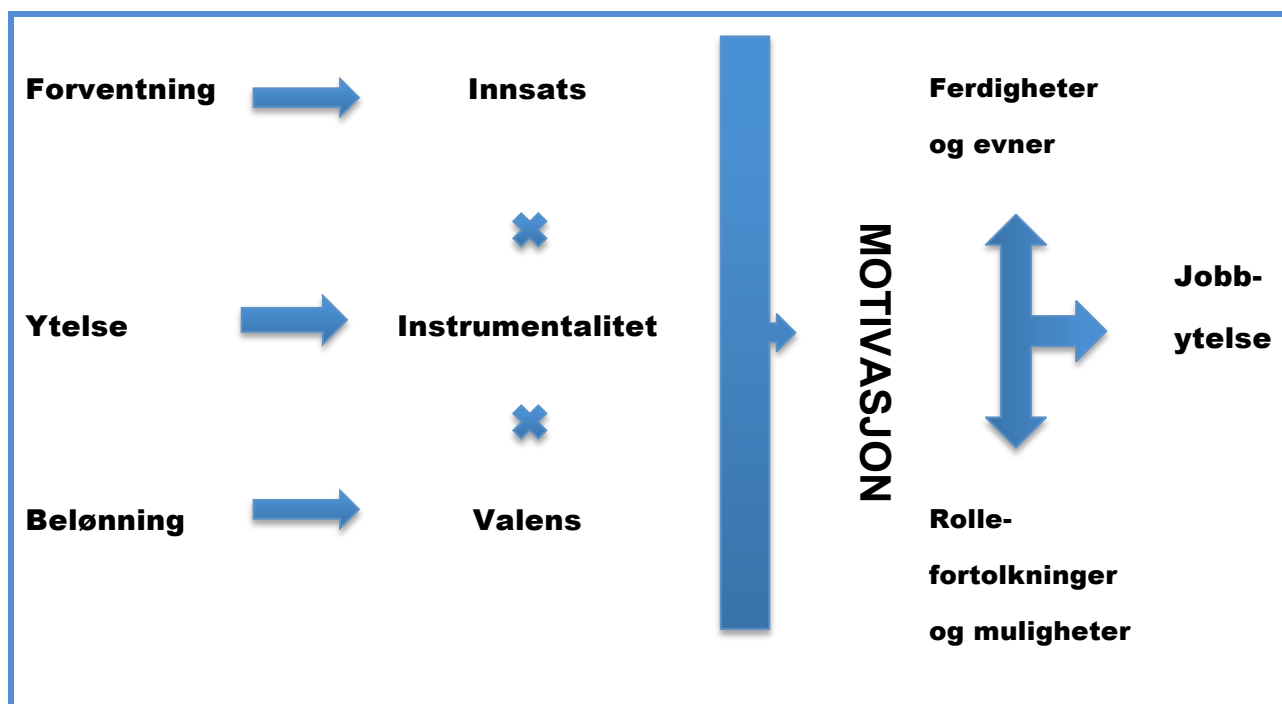 Forventning
Innsats
Ytelse
Instrumentalitet
Belønning
Valens
MOTIVASJON
Ferdigheter
og evner
Rolle-
fortolkninger
og muligheter
Jobb-
ytelse